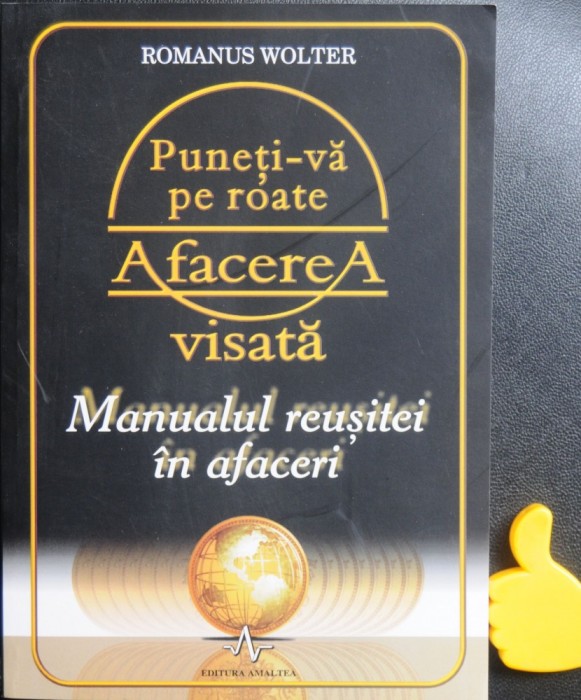 ROMANUS WOLTER
Puneți-vă
pe roate
AfacereA
visată
Manualul reușitei
în afaceri
EDITURA AMALTEA